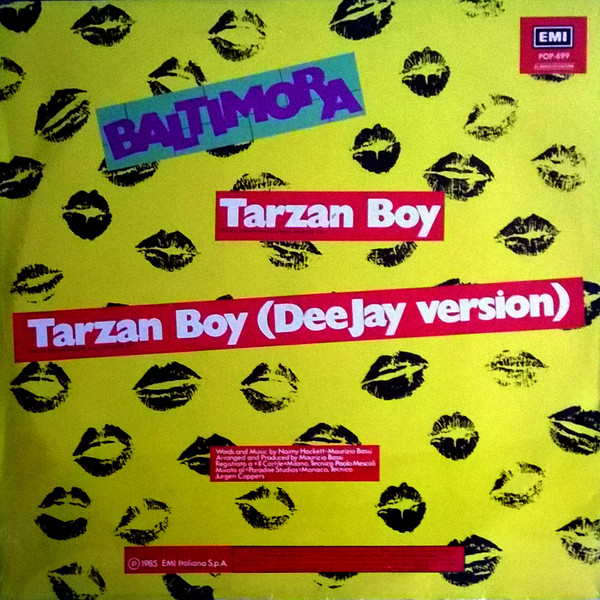 EMI
POP-699
BALTIMORA
Tarzan Boy
Tarzan Boy (DeeJay version)
Words and Music by Naimy Hackett-Maurizio Bassi
Arranged and Produced by Maurizio Bassi
Registrato a «Il Cortile» Milano, Tecnico Paolo Mescoli
Mixato al «Paradise Studios» Monaco, Tecnico
Jurgen Coppers
Ⓟ 1985 EMI Italiana S.p.A.